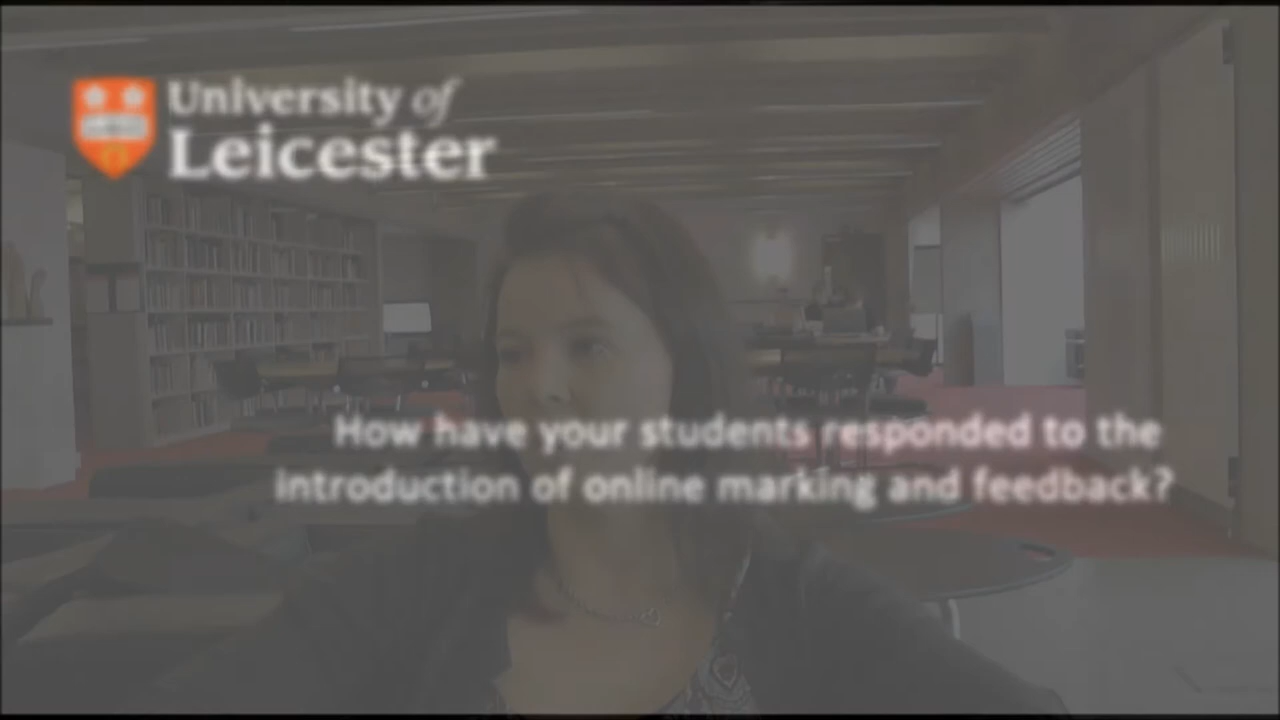 University of
Leicester
How have your students responded to the
introduction of online marking and feedback?